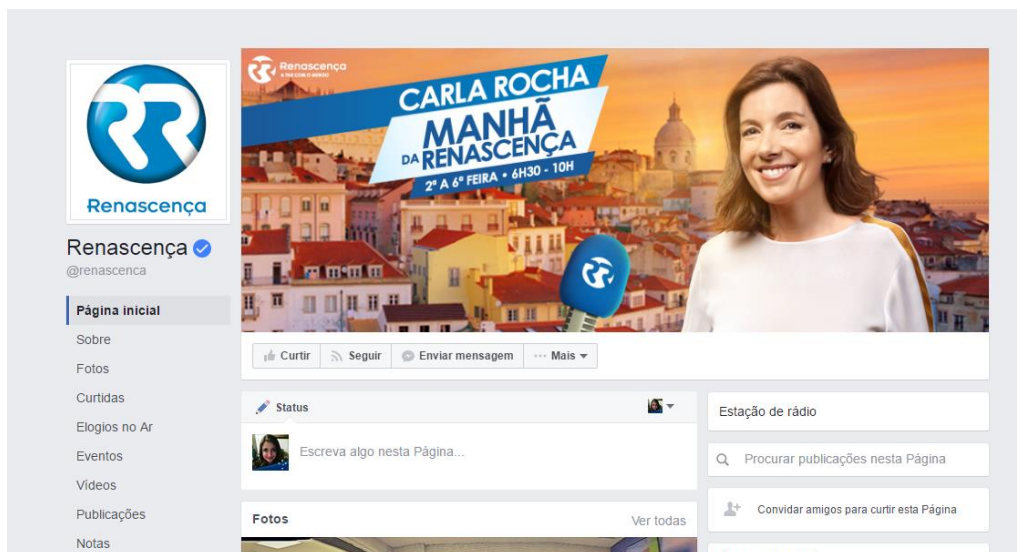 Renascença
A PAR COM O MUNDO
CARLA ROCHA
MANHÃ
DA RENASCENÇA
2ª A 6ª FEIRA • 6H30 - 10H
Renascença
Renascença
@renascenca
Página inicial
Sobre
Fotos
Curtidas
Elogios no Ar
Eventos
Vídeos
Publicações
Notas
Curtir
Seguir
Enviar mensagem
Mais
Status
Escreva algo nesta Página...
Fotos
Ver todas
Estação de rádio
Procurar publicações nesta Página
Convidar amigos para curtir esta Página